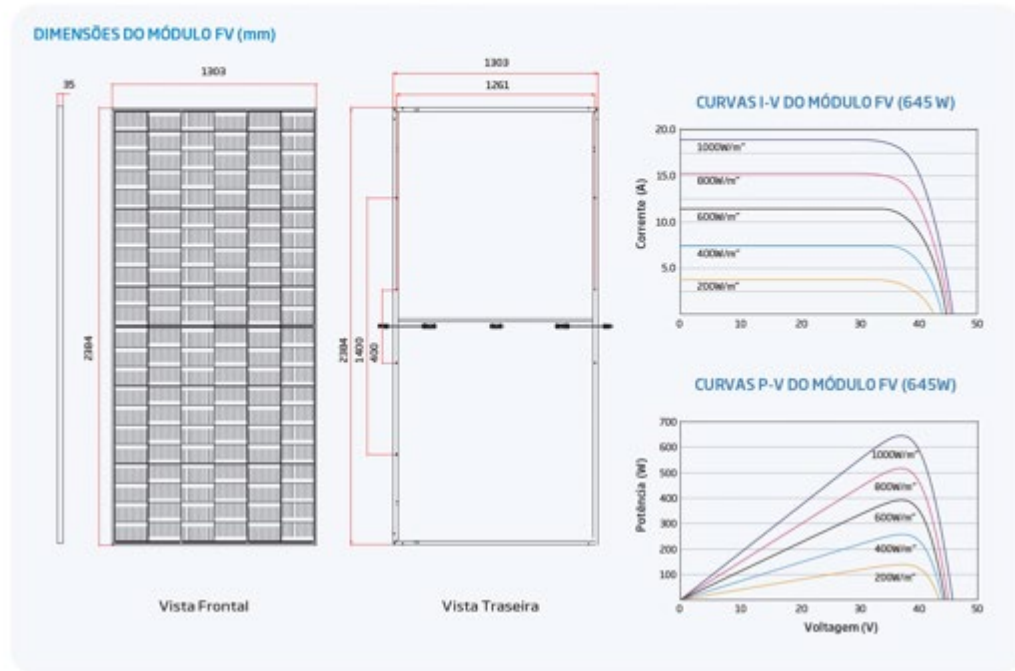 DIMENSÕES DO MÓDULO FV (mm)
35
1303
2384
Vista Frontal
1303
1261
2384
1400
400
Vista Traseira
CURVAS I-V DO MÓDULO FV (645 W)
Corrente (A)
20.0
15.0
10.0
5.0
1000W/m²
800W/m²
600W/m²
400W/m²
200W/m²
0 10 20 30 40 50
CURVAS P-V DO MÓDULO FV (645W)
Potência (W)
700
600
500
400
300
200
100
1000W/m²
800W/m²
600W/m²
400W/m²
200W/m²
0 10 20 30 40 50
Voltagem (V)